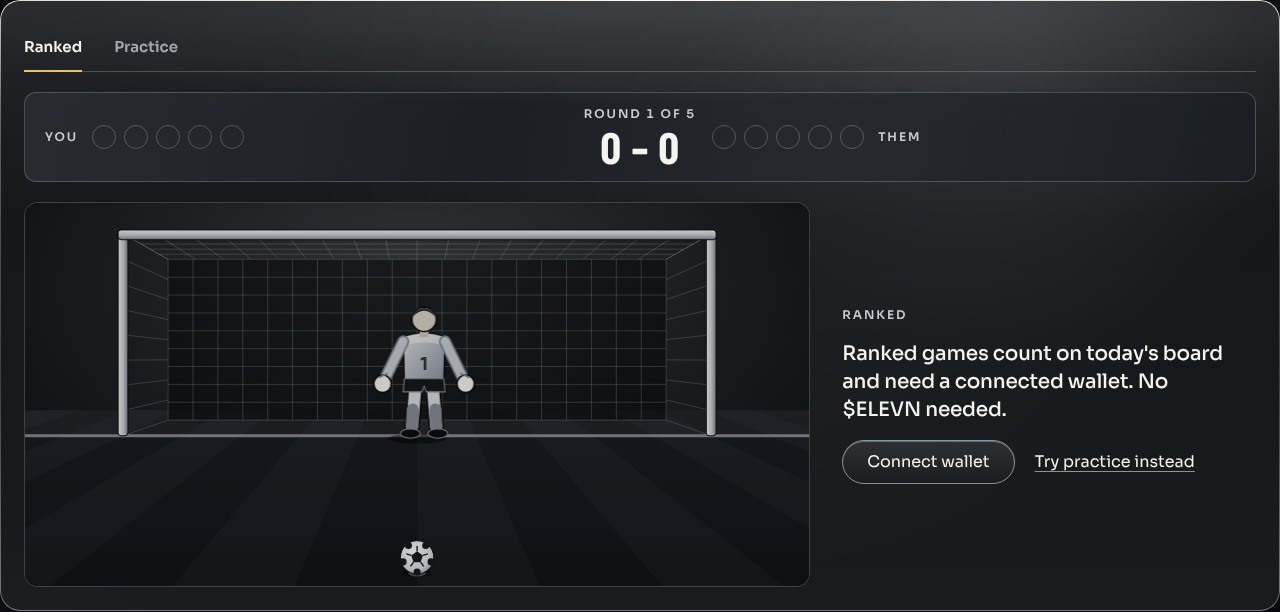 Ranked
Practice
YOU
ROUND 1 OF 5
0 – 0
THEM
1
RANKED
Ranked games count on today's board
and need a connected wallet. No
$ELEVN needed.
Connect wallet
Try practice instead